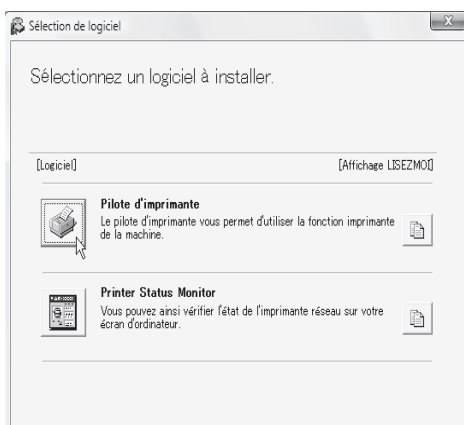 Sélection de logiciel
Sélectionnez un logiciel à installer.
[Logiciel] [Affichage LISEZMOI]
Pilote d'imprimante
Le pilote d'imprimante vous permet d'utiliser la fonction imprimante
de la machine.
Printer Status Monitor
Vous pouvez ainsi vérifier l'état de l'imprimante réseau sur votre
écran d'ordinateur.